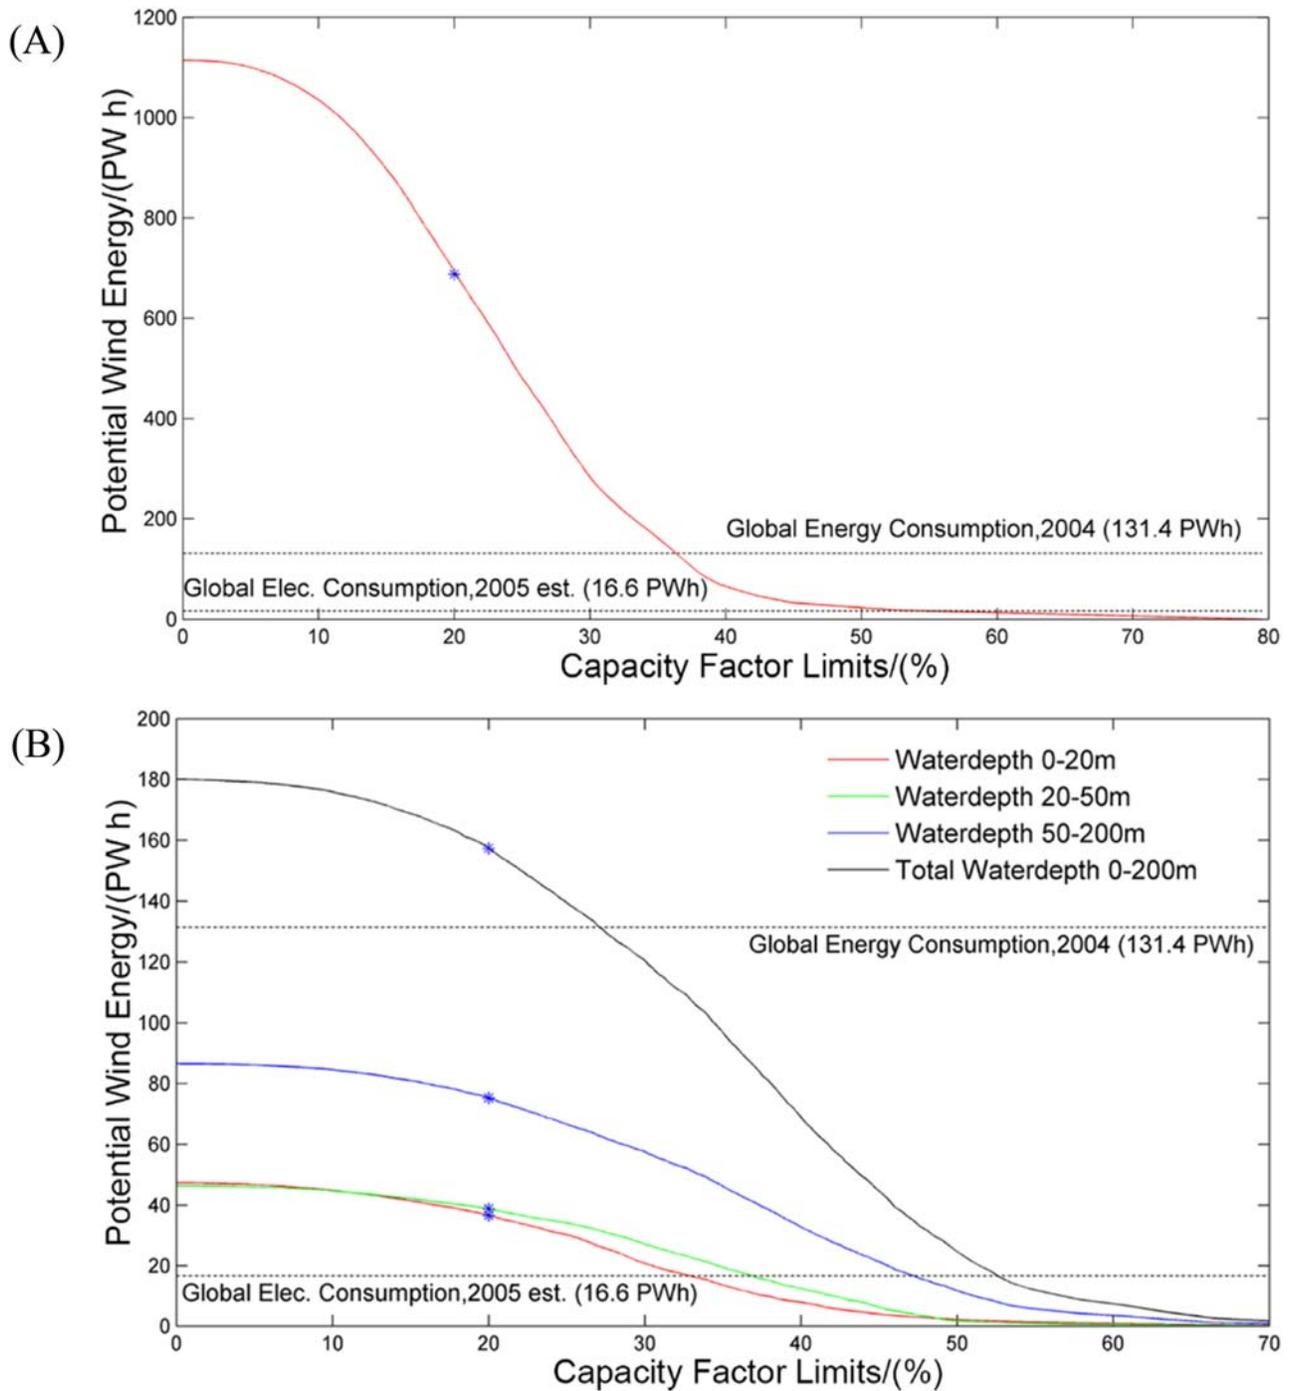 (A)
Potential Wind Energy/(PW h)
1200
1000
800
600
400
200
0
Global Energy Consumption,2004 (131.4 PWh)
Global Elec. Consumption,2005 est. (16.6 PWh)
0 10 20 30 40 50 60 70 80
Capacity Factor Limits/(%)
(B)
Potential Wind Energy/(PW h)
200
180
160
140
120
100
80
60
40
20
0
Waterdepth 0-20m
Waterdepth 20-50m
Waterdepth 50-200m
Total Waterdepth 0-200m
Global Energy Consumption,2004 (131.4 PWh)
Global Elec. Consumption,2005 est. (16.6 PWh)
0 10 20 30 40 50 60 70
Capacity Factor Limits/(%)